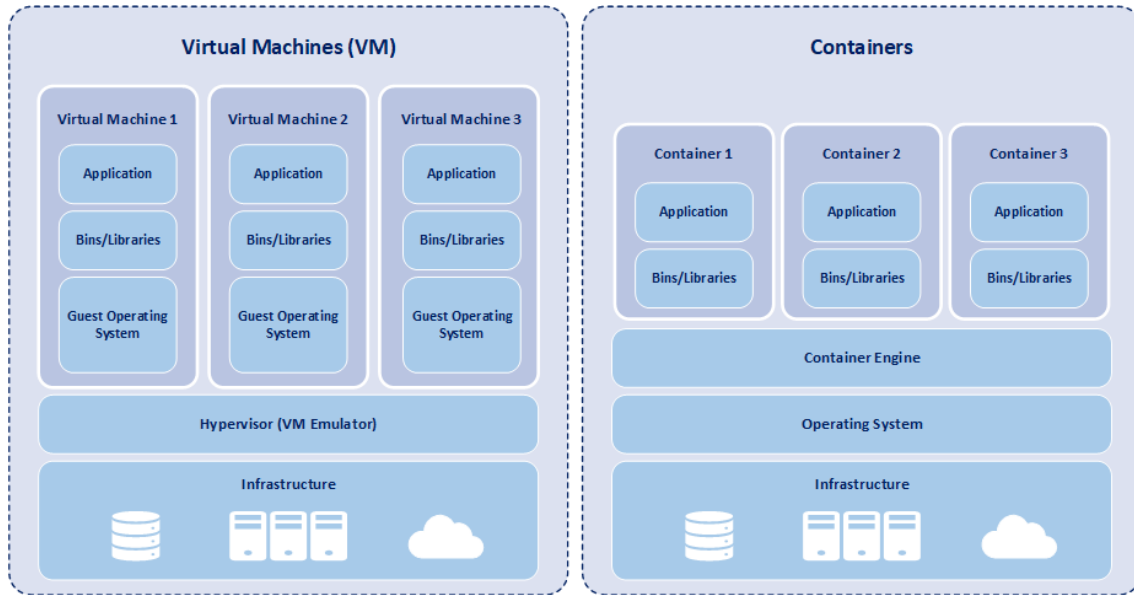 Virtual Machines (VM)
Virtual Machine 1
Application
Bins/Libraries
Guest Operating
System
Virtual Machine 2
Application
Bins/Libraries
Guest Operating
System
Virtual Machine 3
Application
Bins/Libraries
Guest Operating
System
Hypervisor (VM Emulator)
Infrastructure
Containers
Container 1
Application
Bins/Libraries
Container 2
Application
Bins/Libraries
Container 3
Application
Bins/Libraries
Container Engine
Operating System
Infrastructure